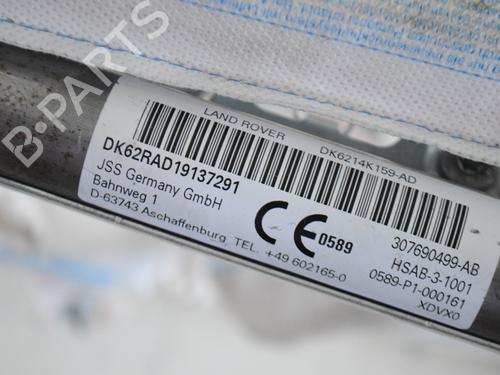 LAND ROVER
DK6214K159-AD
DK62RAD19137291
JSS Germany GmbH
Bahnweg 1
D-63743 Aschaffenburg, TEL. +49 602165-0
CE 0589
307690499-AB
HSAB-3-1001
0589-P1-000161
XDVX0
B-PARTS